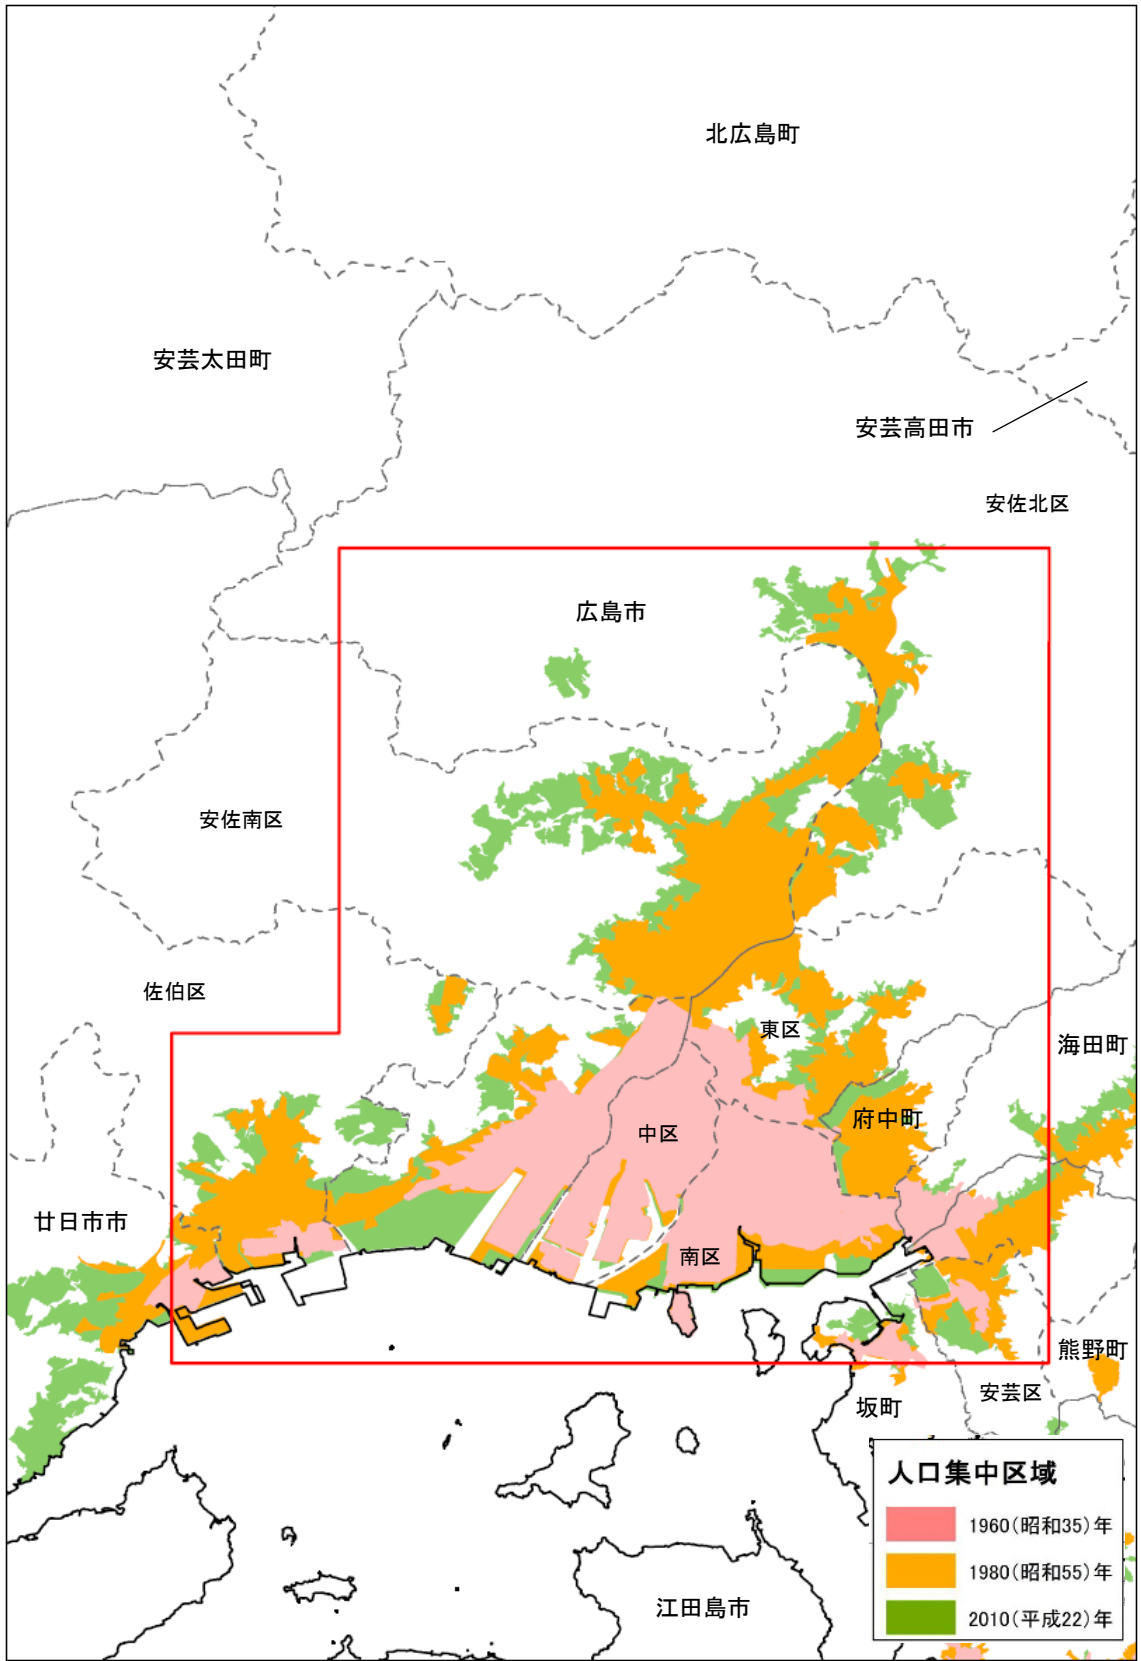 北広島町
安芸太田町
安芸高田市
安佐北区
広島市
安佐南区
佐伯区
東区
海田町
府中町
中区
廿日市市
南区
熊野町
安芸区
坂町
人口集中区域
1960(昭和35)年
1980(昭和55)年
2010(平成22)年
江田島市